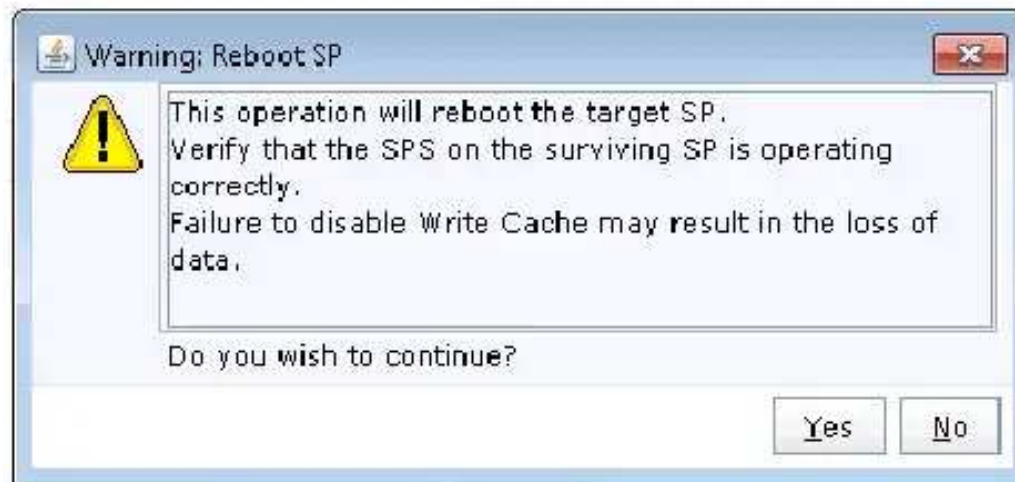 Warning: Reboot SP
This operation will reboot the target SP.
Verify that the SPS on the surviving SP is operating
correctly.
Failure to disable Write Cache may result in the loss of
data.
Do you wish to continue?
Yes No